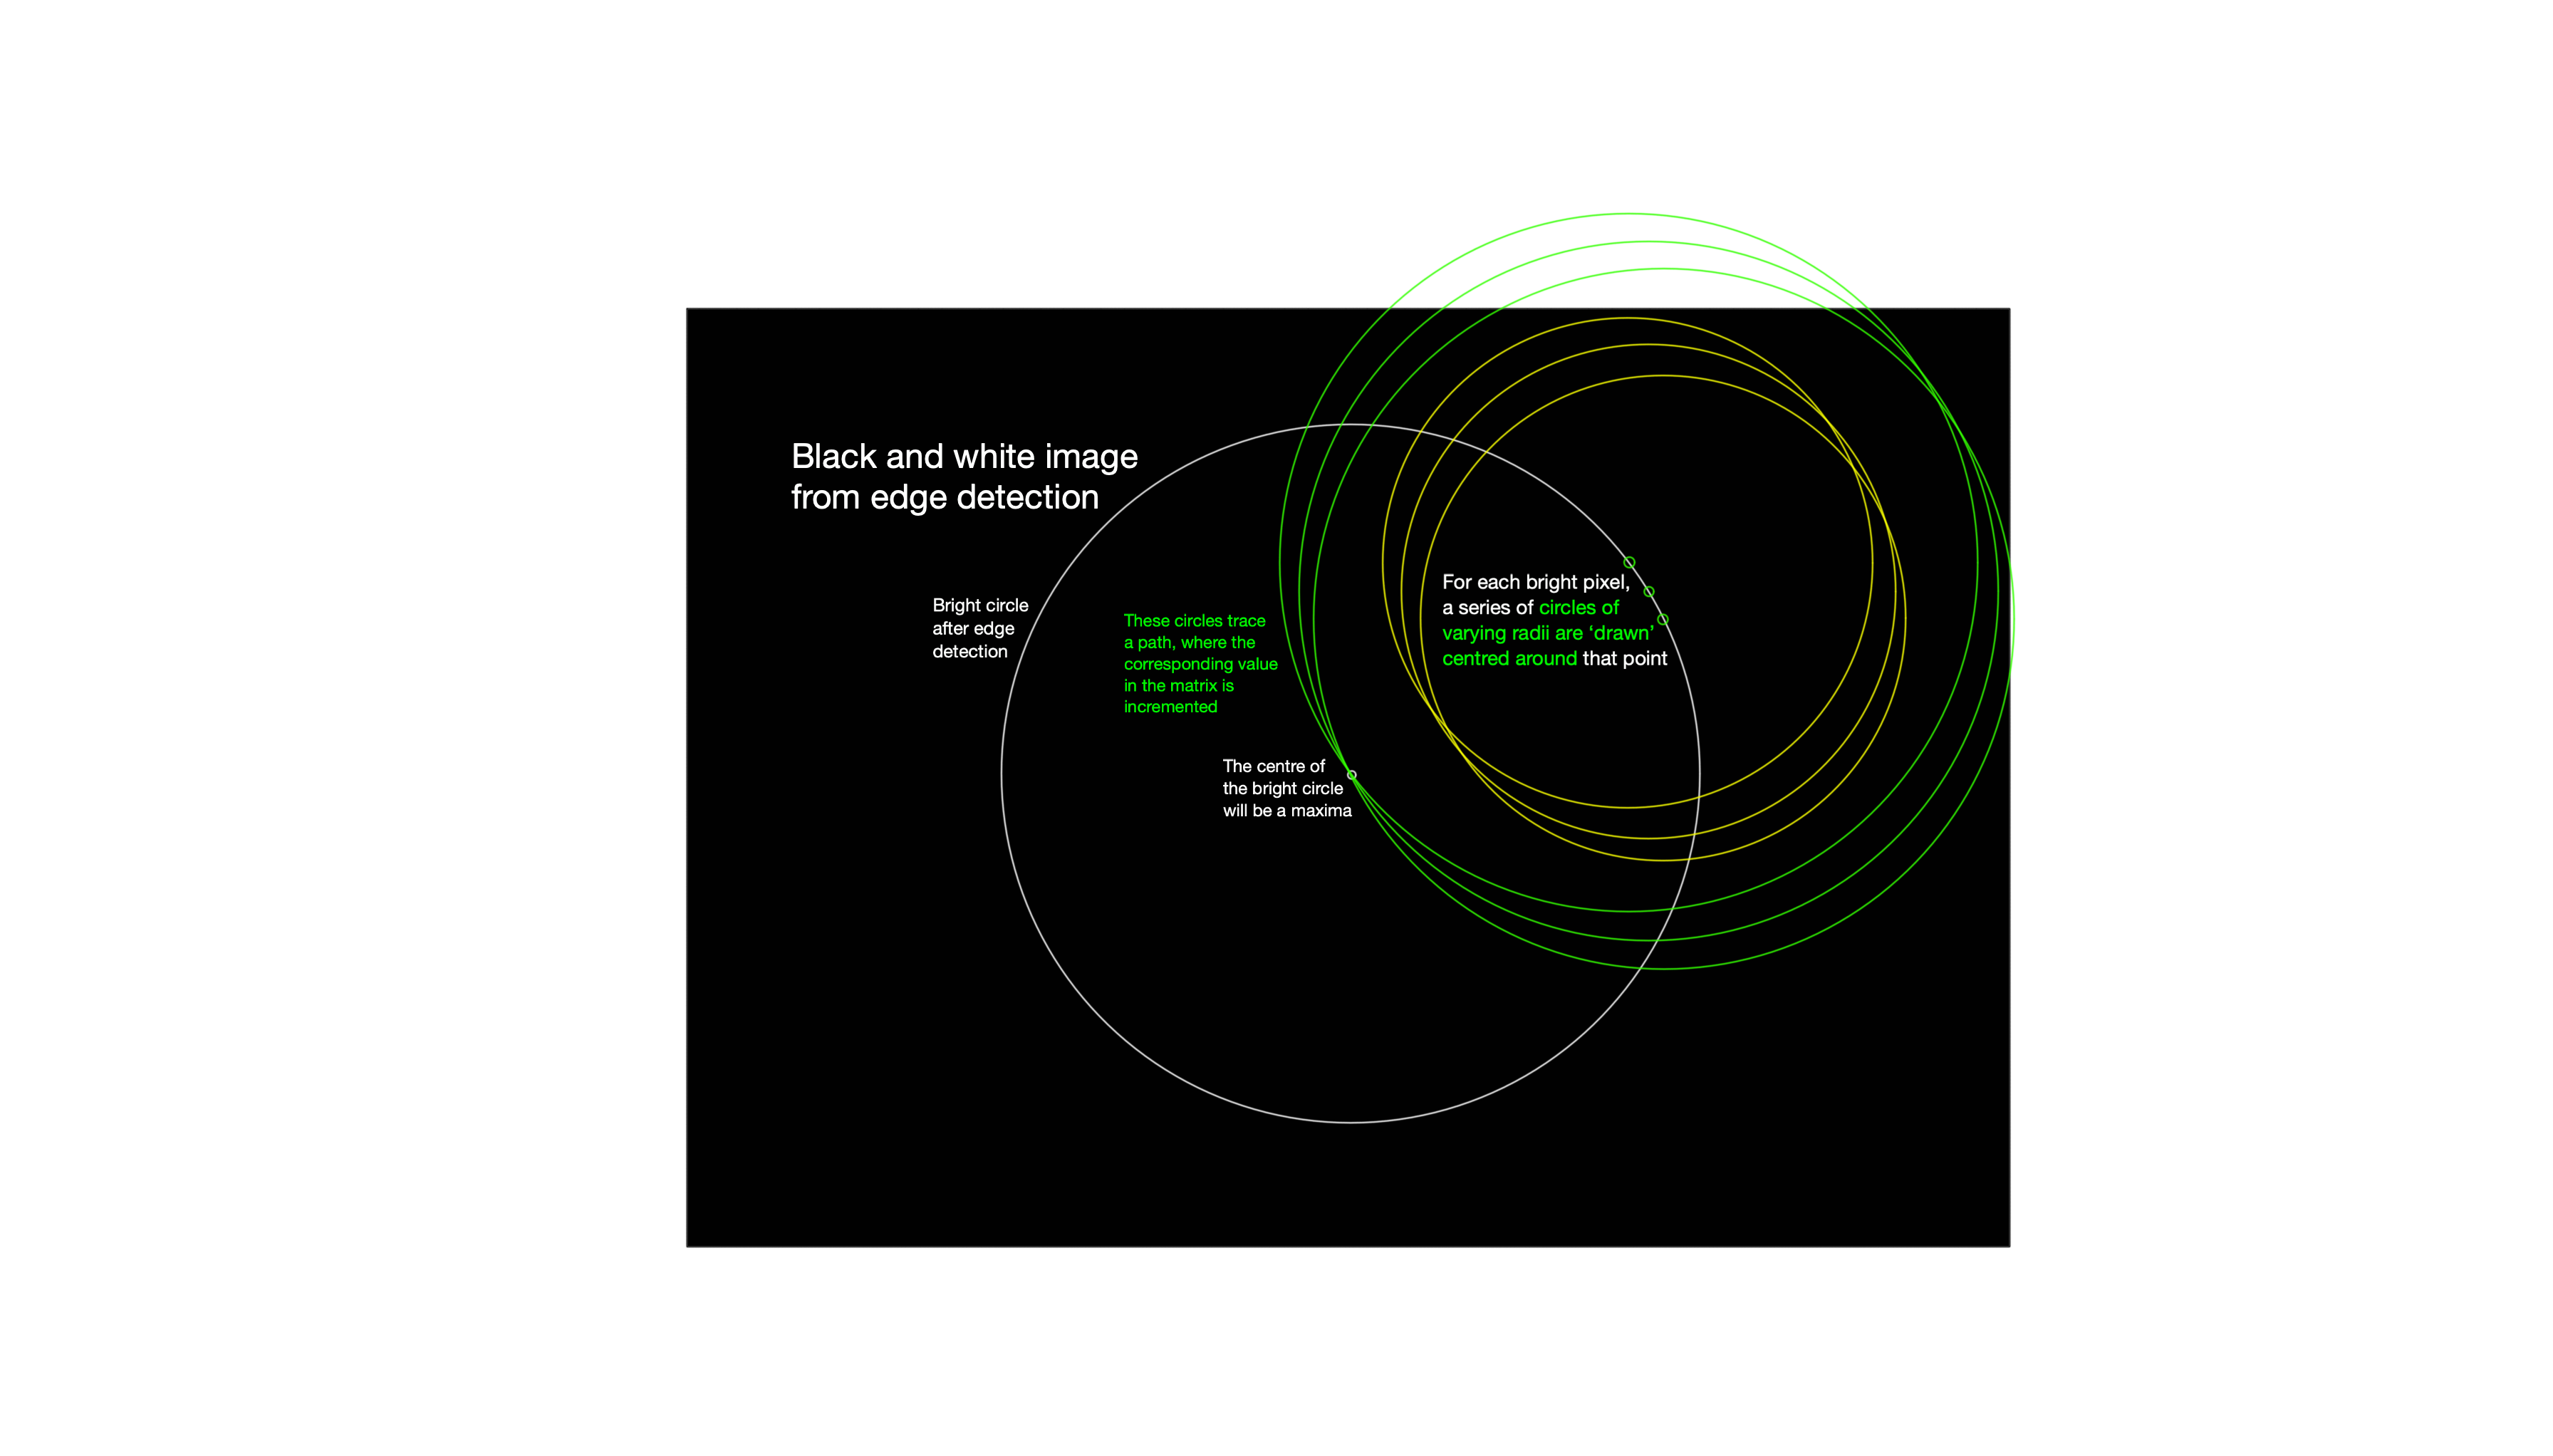 Black and white image
from edge detection
Bright circle
after edge
detection
These circles trace
a path, where the
corresponding value
in the matrix is
incremented
For each bright pixel,
a series of circles of
varying radii are ‘drawn’
centred around that point
The centre of
the bright circle
will be a maxima